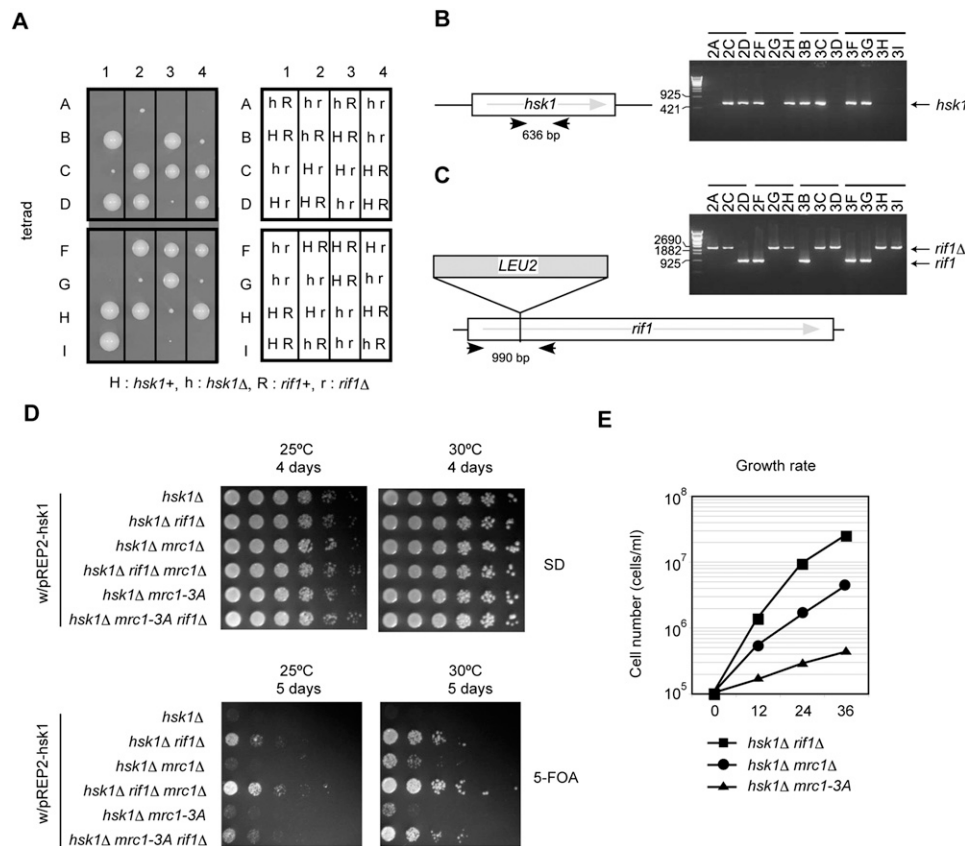 A
1 2 3 4
1 2 3 4
tetrad
A
B
C
D
F
G
H
I
A h R h r h R h r
B H R H R H R h r
C h r H r H r H R
D H r H R h r H R
F h r H R H R H r
G h r h r H R h r
H H R H r h r H R
I H R h R h r h R
H : hsk1+, h : hsk1Δ, R : rif1+, r : rif1Δ
B
hsk1
636 bp
2A 2C 2D 2F 2G 2H 3B 3C 3D 3F 3G 3H 3I
925
421
hsk1
C
LEU2
rif1
990 bp
2A 2C 2D 2F 2G 2H 3B 3C 3D 3F 3G 3H 3I
2690
1882
925
rif1Δ
rif1
D
25ºC
4 days
30ºC
4 days
w/pREP2-hsk1
hsk1Δ
hsk1Δ rif1Δ
hsk1Δ mrc1Δ
hsk1Δ rif1Δ mrc1Δ
hsk1Δ mrc1-3A
hsk1Δ mrc1-3A rif1Δ
SD
25ºC
5 days
30ºC
5 days
w/pREP2-hsk1
hsk1Δ
hsk1Δ rif1Δ
hsk1Δ mrc1Δ
hsk1Δ rif1Δ mrc1Δ
hsk1Δ mrc1-3A
hsk1Δ mrc1-3A rif1Δ
5-FOA
E
Growth rate
Cell number (cells/ml)
10⁸
10⁷
10⁶
10⁵
0 12 24 36
hsk1Δ rif1Δ
hsk1Δ mrc1Δ
hsk1Δ mrc1-3A